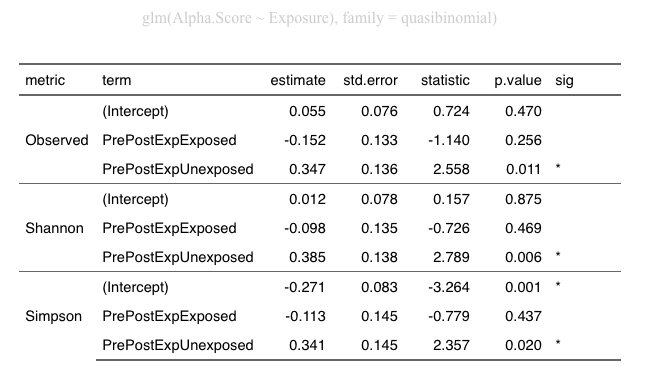 glm(Alpha.Score ~ Exposure), family = quasibinomial)
metric term estimate std.error statistic p.value sig
(Intercept) 0.055 0.076 0.724 0.470
Observed PrePostExpExposed -0.152 0.133 -1.140 0.256
PrePostExpUnexposed 0.347 0.136 2.558 0.011 *
(Intercept) 0.012 0.078 0.157 0.875
Shannon PrePostExpExposed -0.098 0.135 -0.726 0.469
PrePostExpUnexposed 0.385 0.138 2.789 0.006 *
(Intercept) -0.271 0.083 -3.264 0.001 *
Simpson PrePostExpExposed -0.113 0.145 -0.779 0.437
PrePostExpUnexposed 0.341 0.145 2.357 0.020 *